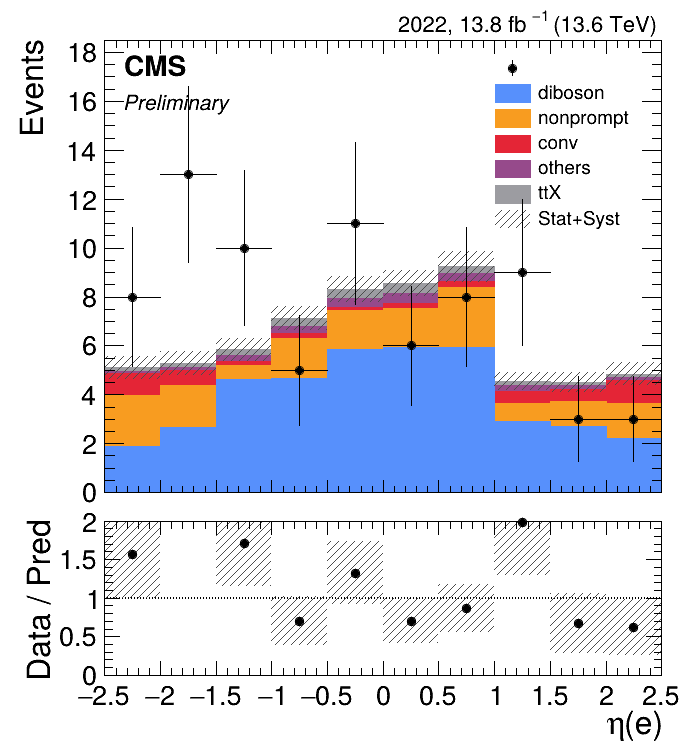 2022, 13.8 fb⁻¹ (13.6 TeV)
CMS
Preliminary
Events
18
16
14
12
10
8
6
4
2
0
diboson
nonprompt
conv
others
ttX
Stat+Syst
Data / Pred
2
1.5
1
0.5
0
−2.5 −2 −1.5 −1 −0.5 0 0.5 1 1.5 2 2.5
η(e)